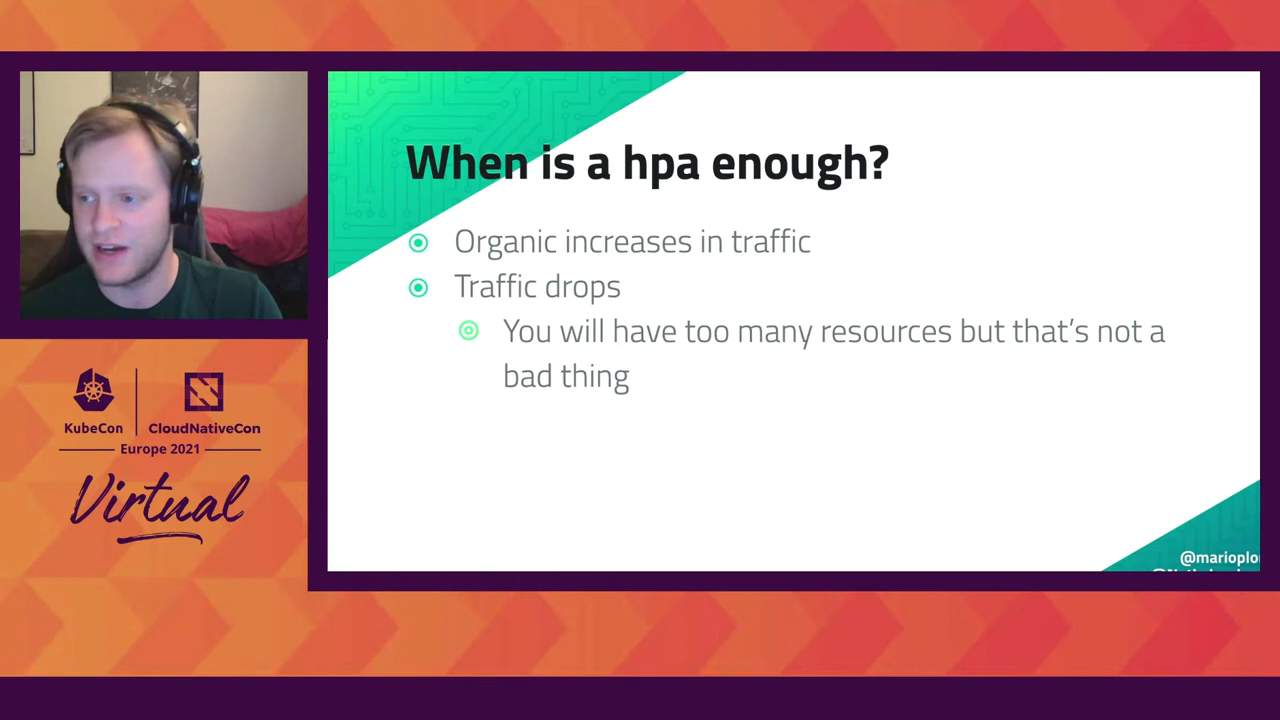 When is a hpa enough?
Organic increases in traffic
Traffic drops
You will have too many resources but that's not a
bad thing
@marioplo
KubeCon
CloudNativeCon
Europe 2021
Virtual